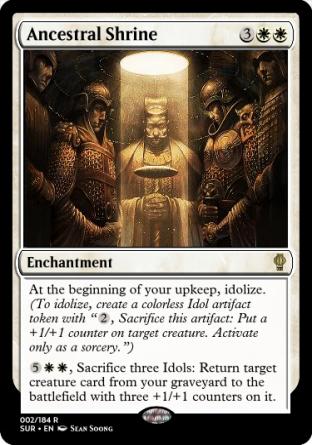 Ancestral Shrine 3
Enchantment
At the beginning of your upkeep, idolize.
(To idolize, create a colorless Idol artifact
token with “2, Sacrifice this artifact: Put a
+1/+1 counter on target creature. Activate
only as a sorcery.”)
5, Sacrifice three Idols: Return target
creature card from your graveyard to the
battlefield with three +1/+1 counters on it.
002/184 R
SUR • EN Sean Soong